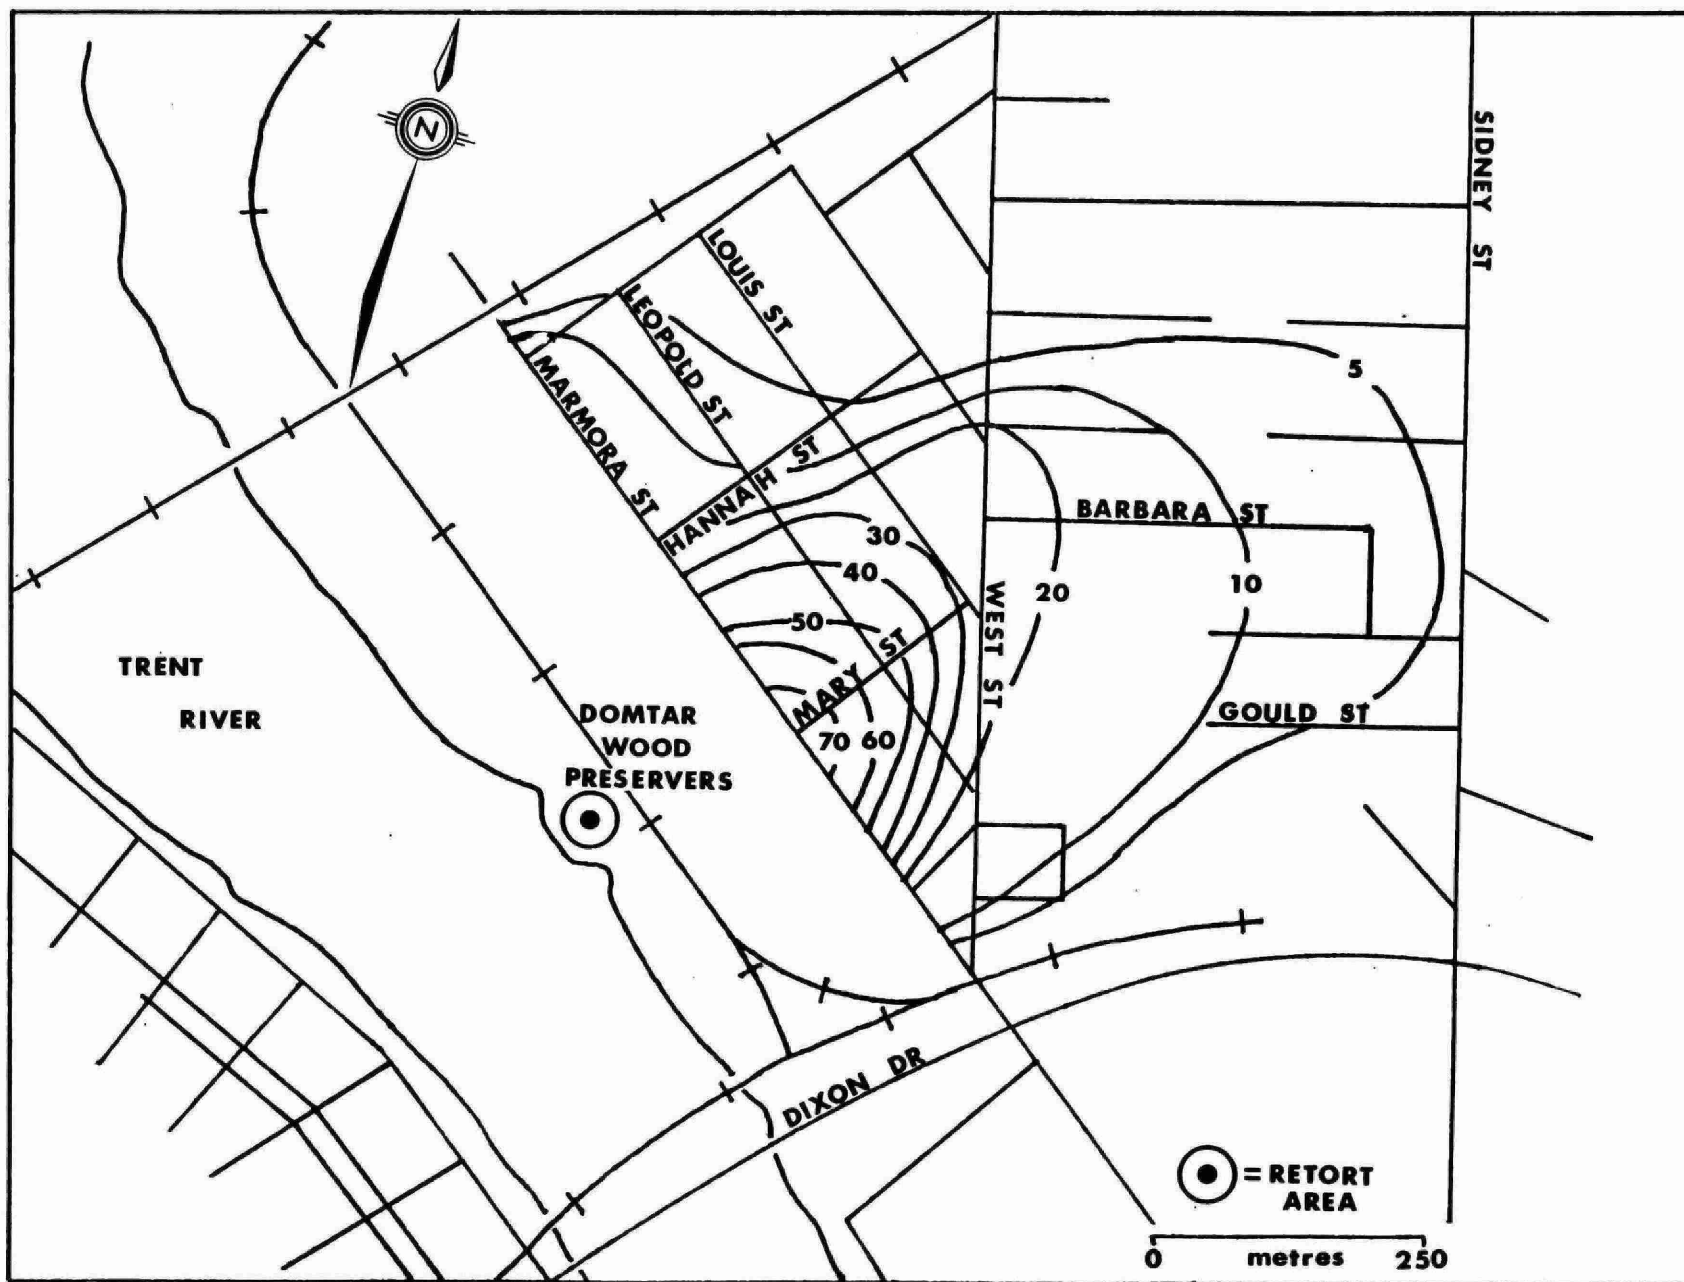 N
SIDNEY ST
LOUIS ST
LEOPOLD ST
MARMORA ST
HANNAH ST
5
BARBARA ST
30
40
20
10
WEST ST
50
MARY ST
TRENT
RIVER
DOMTAR
WOOD
PRESERVERS
70 60
GOULD ST
DIXON DR
= RETORT
AREA
0 metres 250